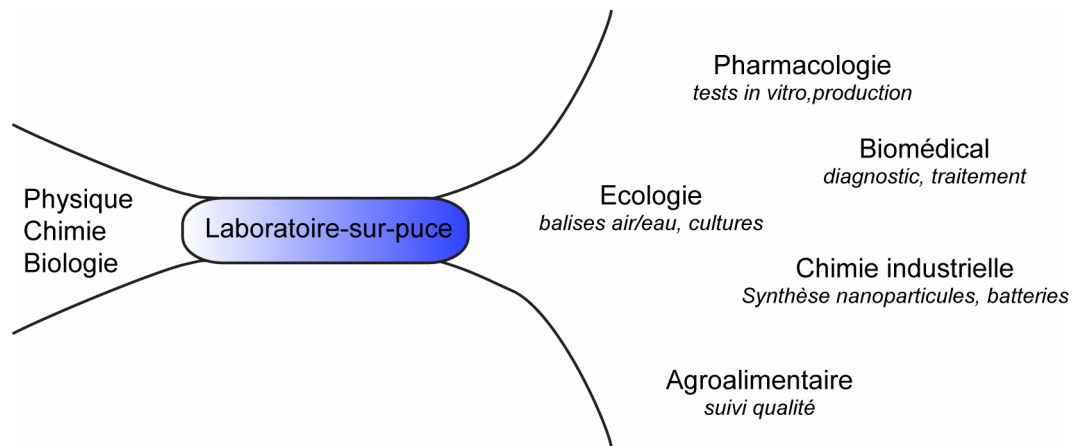 Physique
Chimie
Biologie
Laboratoire-sur-puce
Pharmacologie
tests in vitro,production
Biomédical
diagnostic, traitement
Ecologie
balises air/eau, cultures
Chimie industrielle
Synthèse nanoparticules, batteries
Agroalimentaire
suivi qualité